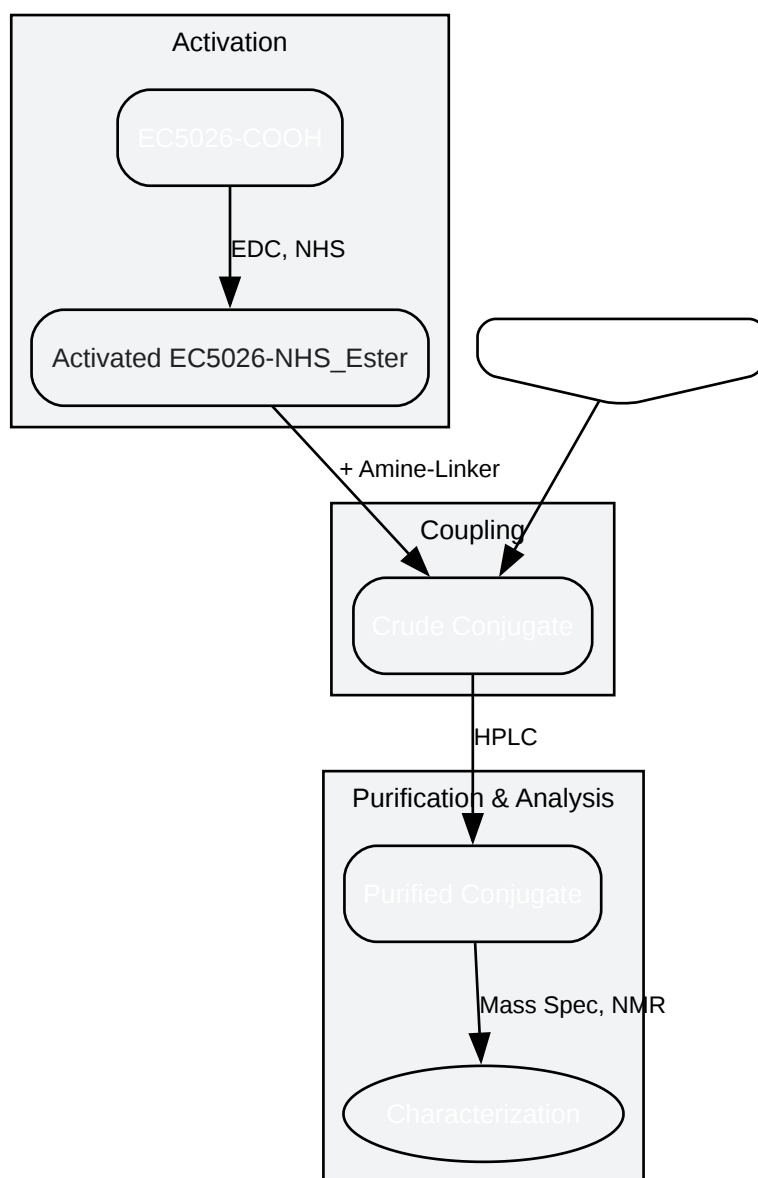 Activation
EC5026-COOH
EDC, NHS
Activated EC5026-NHS_Ester
+ Amine-Linker
Coupling
Crude Conjugate
HPLC
Purification & Analysis
Purified Conjugate
Mass Spec, NMR
Characterization